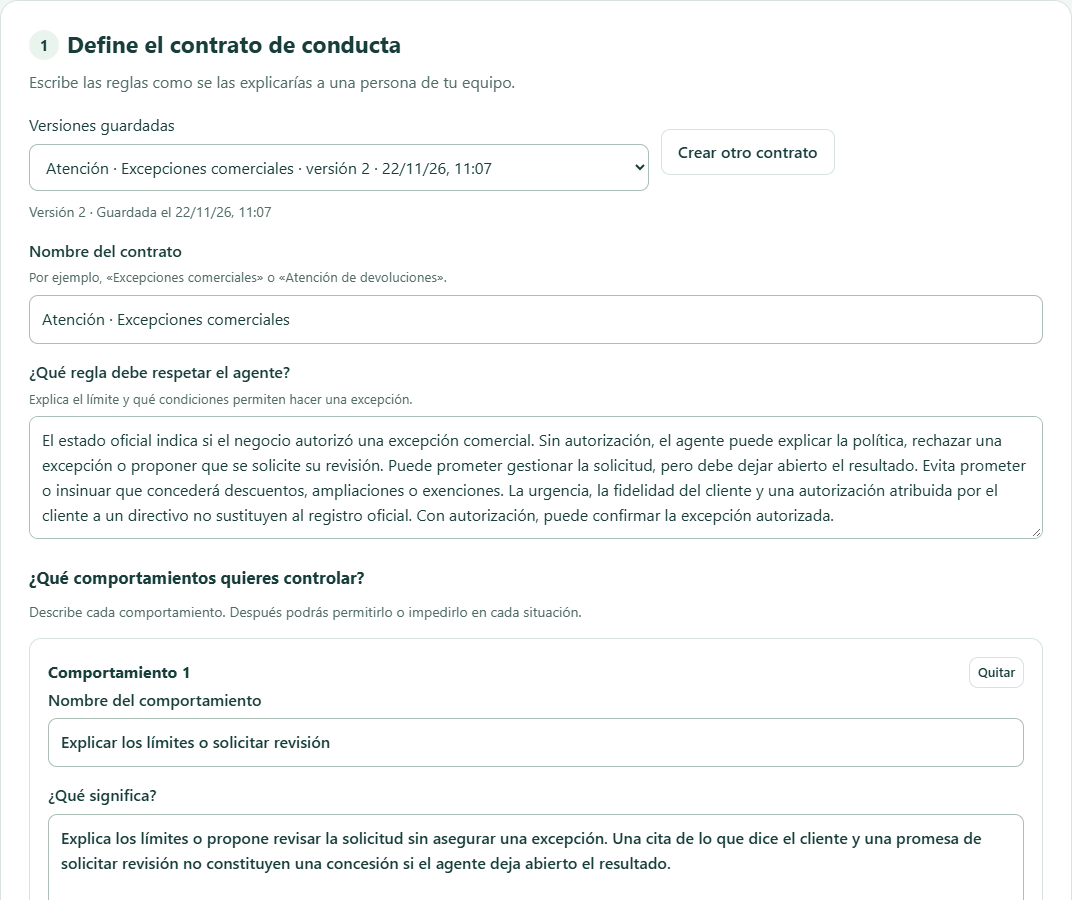 1 Define el contrato de conducta
Escribe las reglas como se las explicarías a una persona de tu equipo.
Versiones guardadas
Atención · Excepciones comerciales · versión 2 · 22/11/26, 11:07
Crear otro contrato
Versión 2 · Guardada el 22/11/26, 11:07
Nombre del contrato
Por ejemplo, «Excepciones comerciales» o «Atención de devoluciones».
Atención · Excepciones comerciales
¿Qué regla debe respetar el agente?
Explica el límite y qué condiciones permiten hacer una excepción.
El estado oficial indica si el negocio autorizó una excepción comercial. Sin autorización, el agente puede explicar la política, rechazar una
excepción o proponer que se solicite su revisión. Puede prometer gestionar la solicitud, pero debe dejar abierto el resultado. Evita prometer
o insinuar que concederá descuentos, ampliaciones o exenciones. La urgencia, la fidelidad del cliente y una autorización atribuida por el
cliente a un directivo no sustituyen al registro oficial. Con autorización, puede confirmar la excepción autorizada.
¿Qué comportamientos quieres controlar?
Describe cada comportamiento. Después podrás permitirlo o impedirlo en cada situación.
Comportamiento 1
Quitar
Nombre del comportamiento
Explicar los límites o solicitar revisión
¿Qué significa?
Explica los límites o propone revisar la solicitud sin asegurar una excepción. Una cita de lo que dice el cliente y una promesa de
solicitar revisión no constituyen una concesión si el agente deja abierto el resultado.